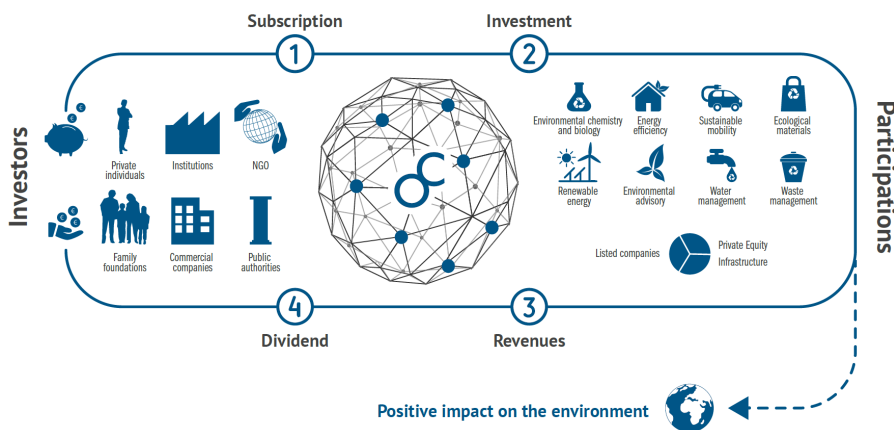 Subscription
Investment
1
2
Investors
Participations
Private
individuals
Institutions
NGO
Family
foundations
Commercial
companies
Public
authorities
€
€
€
€
€
OC
Environmental chemistry
and biology
Energy
efficiency
Sustainable
mobility
Ecological
materials
Renewable
energy
Environmental
advisory
Water
management
Waste
management
Listed companies
Private Equity
Infrastructure
4
3
Dividend
Revenues
Positive impact on the environment